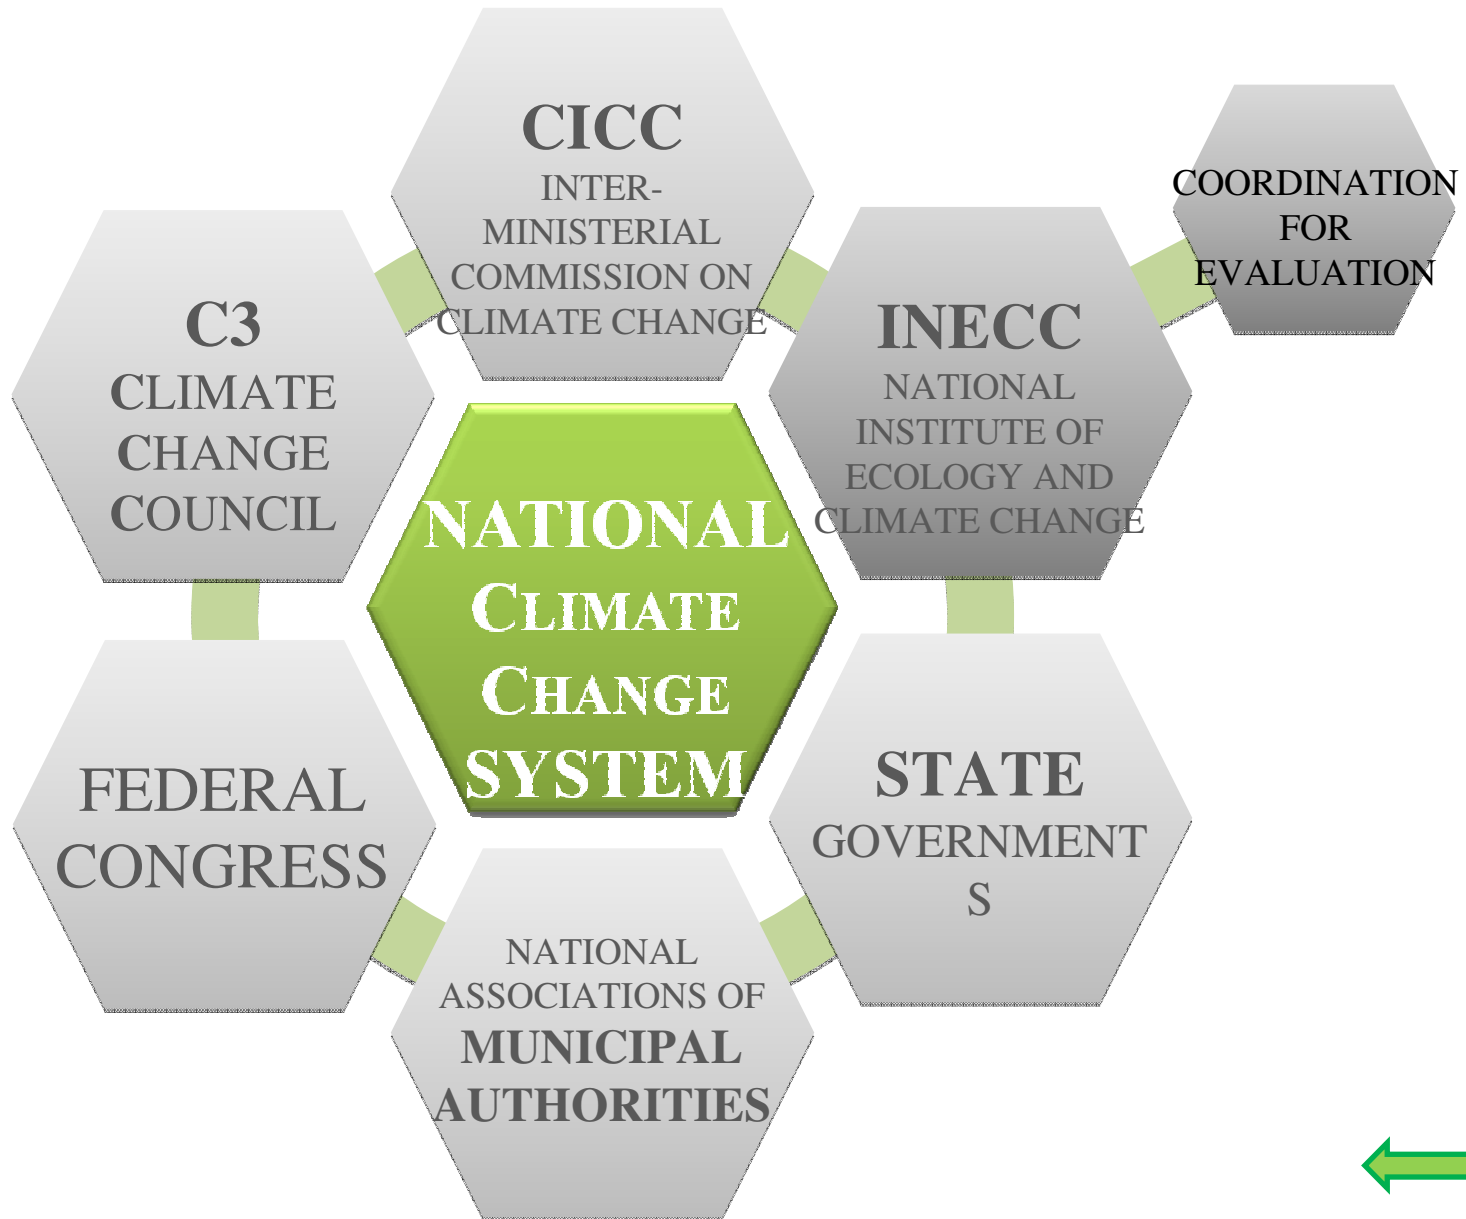 CICC
INTER-
MINISTERIAL
COMMISSION ON
CLIMATE CHANGE
COORDINATION
FOR
EVALUATION
C3
CLIMATE
CHANGE
COUNCIL
INECC
NATIONAL
INSTITUTE OF
ECOLOGY AND
CLIMATE CHANGE
NATIONAL
CLIMATE
CHANGE
SYSTEM
FEDERAL
CONGRESS
STATE
GOVERNMENT
S
NATIONAL
ASSOCIATIONS OF
MUNICIPAL
AUTHORITIES